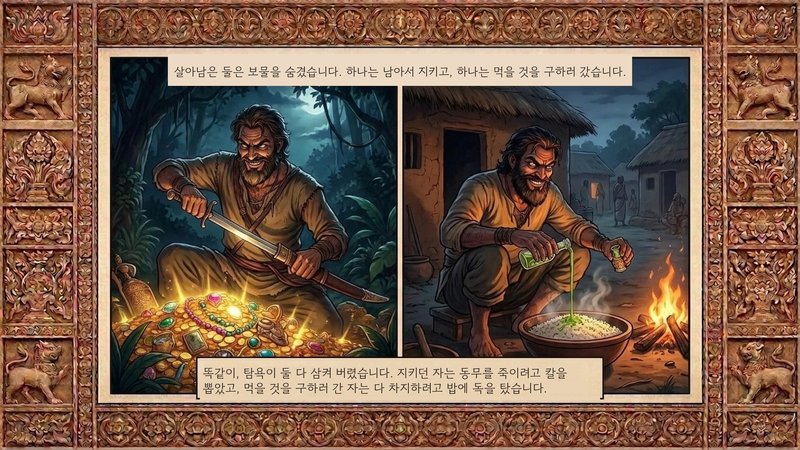 살아남은 둘은 보물을 숨겼습니다. 하나는 남아서 지키고, 하나는 먹을 것을 구하러 갔습니다.
똑같이, 탐욕이 둘 다 삼켜 버렸습니다. 지키던 자는 동무를 죽이려고 칼을
뽑았고, 먹을 것을 구하러 간 자는 다 차지하려고 밥에 독을 탔습니다.